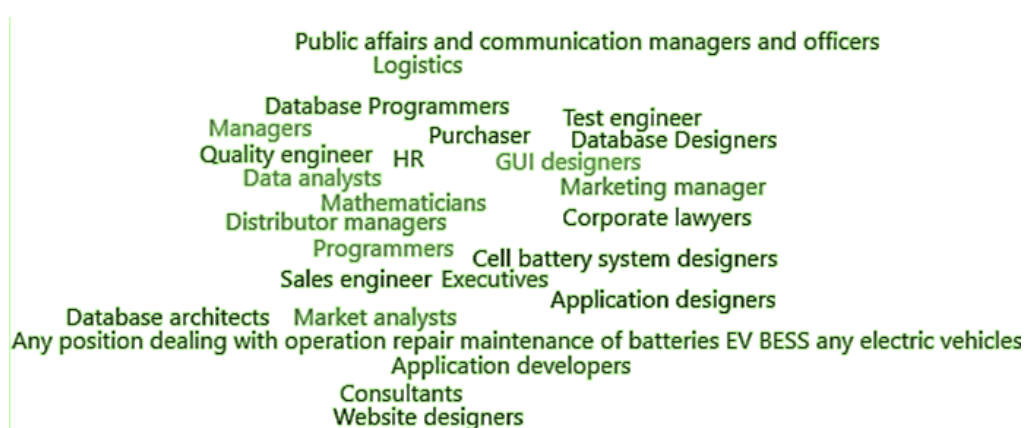 Public affairs and communication managers and officers
Logistics
Database Programmers
Test engineer
Managers
Purchaser
Database Designers
Quality engineer
HR
GUI designers
Data analysts
Marketing manager
Mathematicians
Distributor managers
Corporate lawyers
Programmers
Cell battery system designers
Sales engineer
Executives
Application designers
Database architects
Market analysts
Any position dealing with operation repair maintenance of batteries EV BESS any electric vehicles
Application developers
Consultants
Website designers